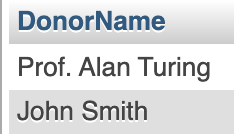 DonorName
Prof. Alan Turing
John Smith